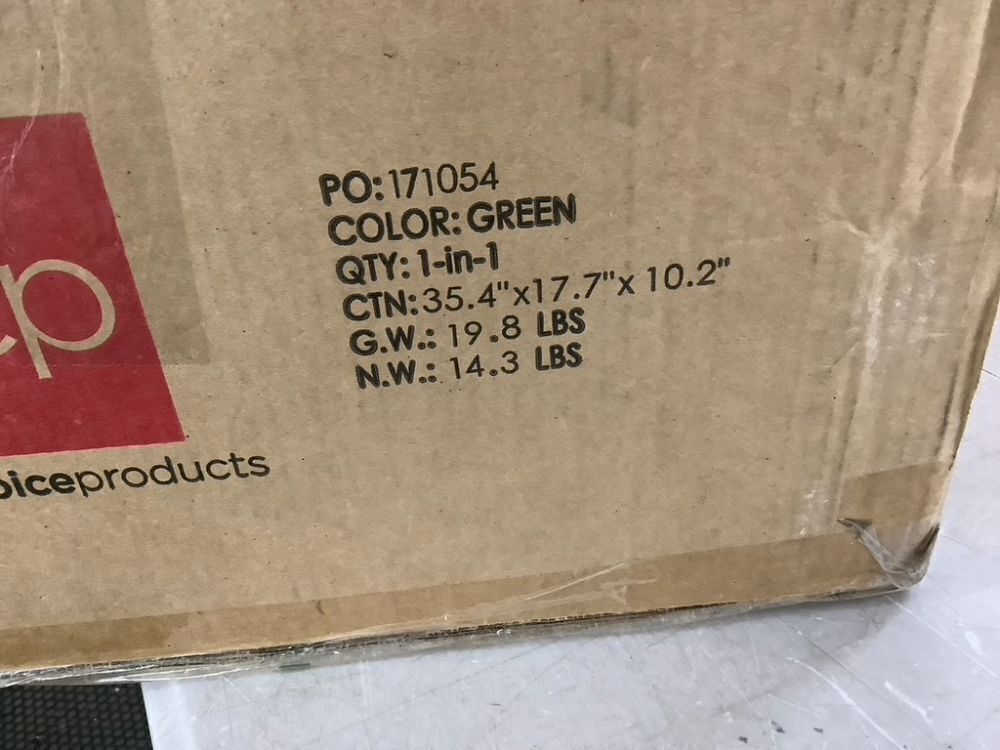 cp
oiceproducts
PO:171054
COLOR: GREEN
QTY: 1-in-1
CTN:35.4"x17.7"x 10.2"
G.W.: 19.8 LBS
N.W.: 14.3 LBS